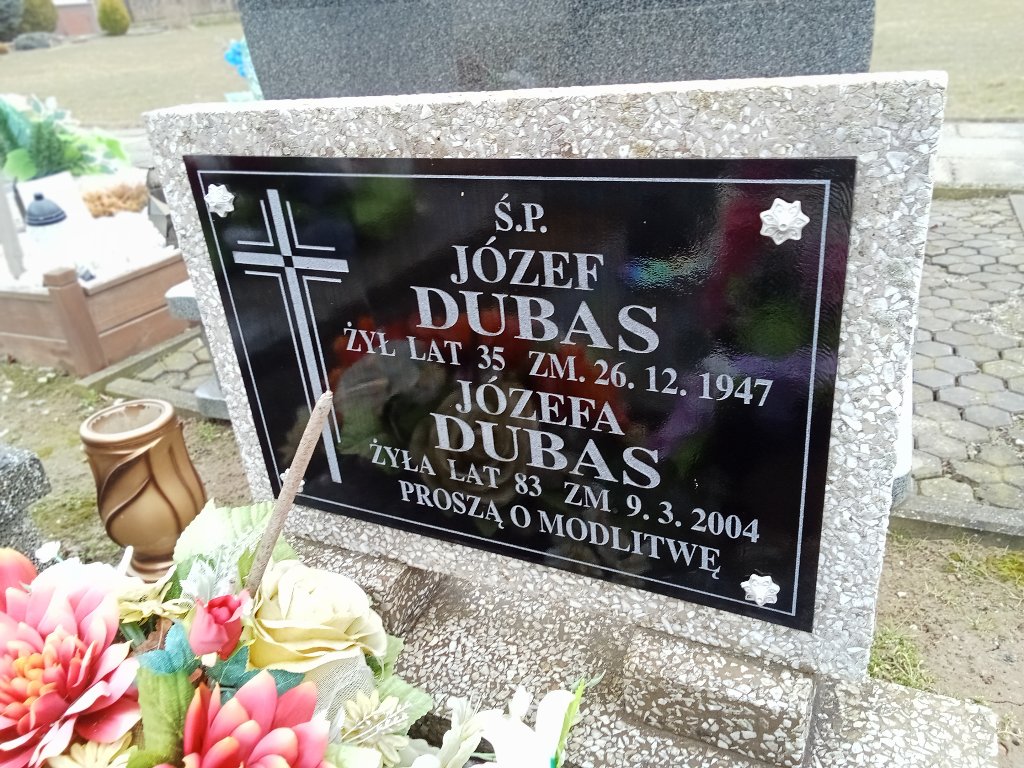 Ś.P.
JÓZEF
DUBAS
ŻYŁ LAT 35 ZM. 26. 12. 1947
JÓZEFA
DUBAS
ŻYŁA LAT 83 ZM 9. 3. 2004
PROSZĄ O MODLITWĘ